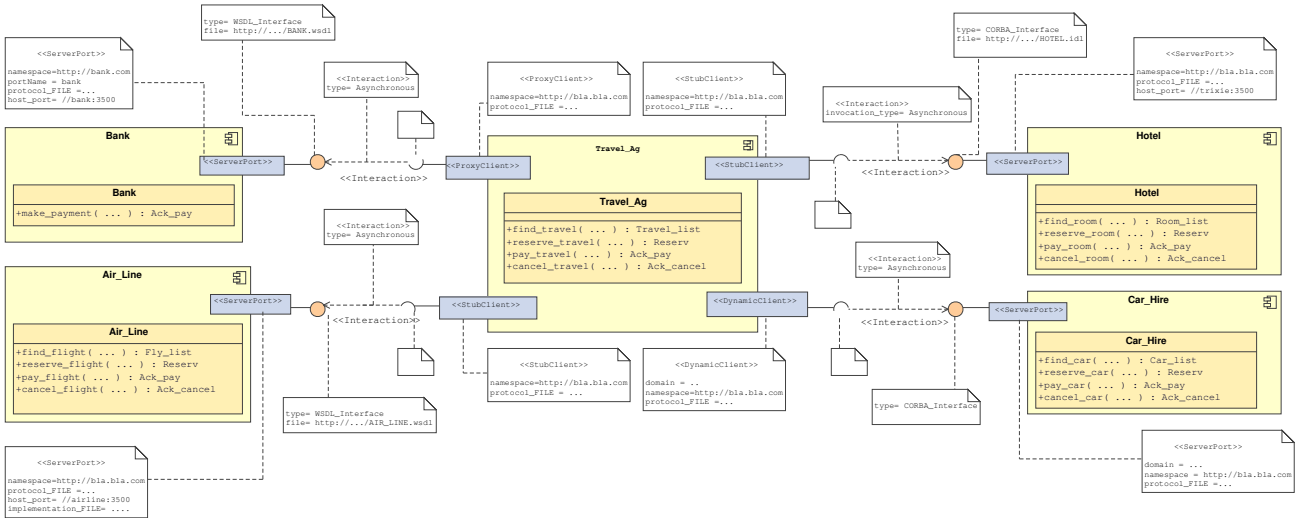 type= WSDL_Interface
file= http://.../BANK.wsdl
<<ServerPort>>
namespace=http://bank.com
portName = bank
protocol_FILE =...
host_port= //bank:3500
<<Interaction>>
type= Asynchronous
<<ProxyClient>>
namespace=http://bla.bla.com
protocol_FILE =...
<<StubClient>>
namespace=http://bla.bla.com
protocol_FILE =...
<<Interaction>>
invocation_type= Asynchronous
type= CORBA_Interface
file= http://.../HOTEL.idl
<<ServerPort>>
namespace=http://bla.bla.com
protocol_FILE =...
host_port= //trixie:3500
Bank
<<ServerPort>>
<<Interaction>>
<<ProxyClient>>
Bank
+make_payment( ... ) : Ack_pay
Travel_Ag
<<StubClient>>
Travel_Ag
+find_travel( ... ) : Travel_list
+reserve_travel( ... ) : Reserv
+pay_travel( ... ) : Ack_pay
+cancel_travel( ... ) : Ack_cancel
<<Interaction>>
Hotel
<<ServerPort>>
Hotel
+find_room( ... ) : Room_list
+reserve_room( ... ) : Reserv
+pay_room( ... ) : Ack_pay
+cancel_room( ... ) : Ack_cancel
<<Interaction>>
type= Asynchronous
<<Interaction>>
type= Asynchronous
Air_Line
<<ServerPort>>
<<Interaction>>
<<StubClient>>
Air_Line
+find_flight( ... ) : Fly_list
+reserve_flight( ... ) : Reserv
+pay_flight( ... ) : Ack_pay
+cancel_flight( ... ) : Ack_cancel
<<DynamicClient>>
<<Interaction>>
Car_Hire
<<ServerPort>>
Car_Hire
+find_car( ... ) : Car_list
+reserve_car( ... ) : Reserv
+pay_car( ... ) : Ack_pay
+cancel_car( ... ) : Ack_cancel
<<StubClient>>
namespace=http://bla.bla.com
protocol_FILE = ...
<<DynamicClient>>
domain = ..
namespace=http://bla.bla.com
protocol_FILE =...
type= WSDL_Interface
file= http://.../AIR_LINE.wsdl
type= CORBA_Interface
<<ServerPort>>
namespace=http://bla.bla.com
protocol_FILE =...
host_port= //airline:3500
implementation_FILE= ....
<<ServerPort>>
domain = ...
namespace = http://bla.bla.com
protocol_FILE =...